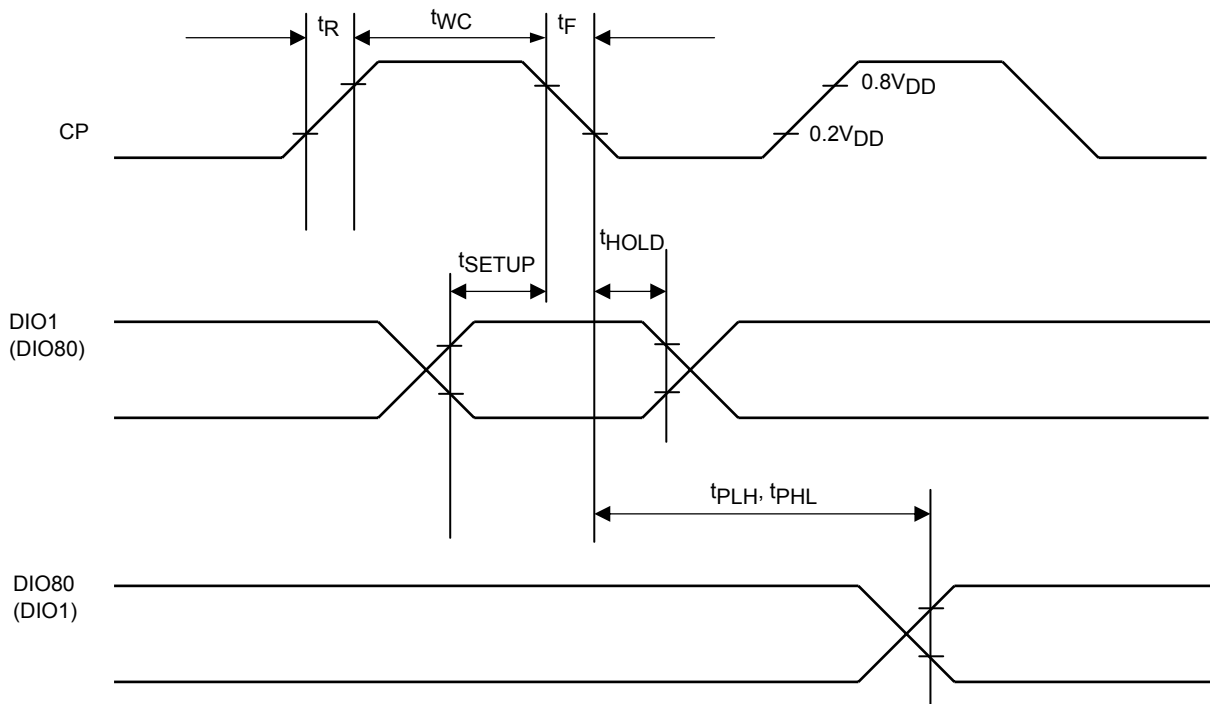 tR
tWC
tF
CP
0.8VDD
0.2VDD
tHOLD
tSETUP
DIO1
(DIO80)
tPLH, tPHL
DIO80
(DIO1)